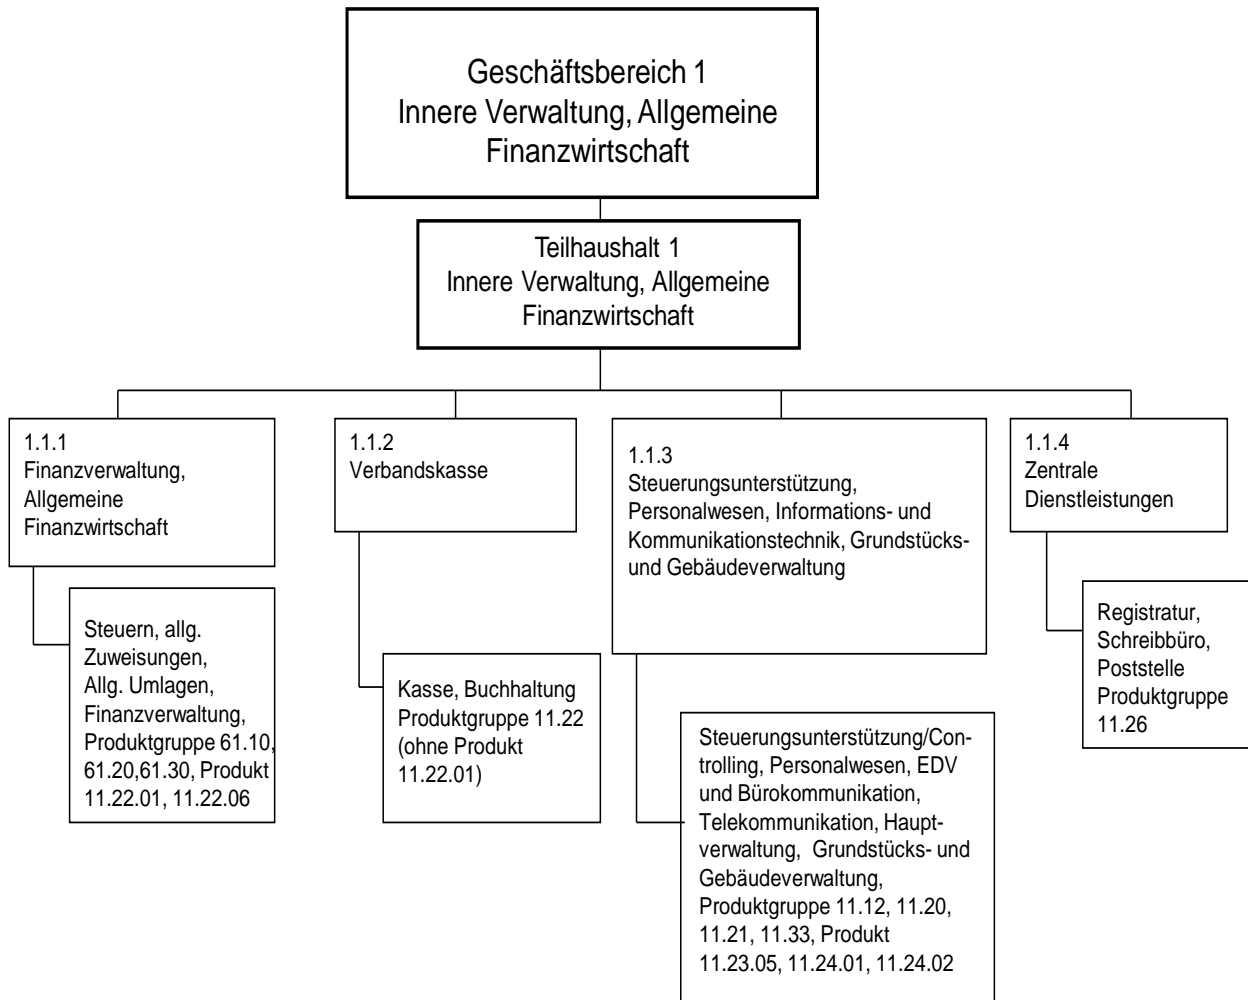 Geschäftsbereich 1
Innere Verwaltung, Allgemeine
Finanzwirtschaft
Teilhaushalt 1
Innere Verwaltung, Allgemeine
Finanzwirtschaft
1.1.1
Finanzverwaltung,
Allgemeine
Finanzwirtschaft
Steuern, allg.
Zuweisungen,
Allg. Umlagen,
Finanzverwaltung,
Produktgruppe 61.10,
61.20,61.30, Produkt
11.22.01, 11.22.06
1.1.2
Verbandskasse
Kasse, Buchhaltung
Produktgruppe 11.22
(ohne Produkt
11.22.01)
1.1.3
Steuerungsunterstützung,
Personalwesen, Informations- und
Kommunikationstechnik, Grundstücks-
und Gebäudeverwaltung
Steuerungsunterstützung/Con-
trolling, Personalwesen, EDV
und Bürokommunikation,
Telekommunikation, Haupt-
verwaltung, Grundstücks- und
Gebäudeverwaltung,
Produktgruppe 11.12, 11.20,
11.21, 11.33, Produkt
11.23.05, 11.24.01, 11.24.02
1.1.4
Zentrale
Dienstleistungen
Registratur,
Schreibbüro,
Poststelle
Produktgruppe
11.26